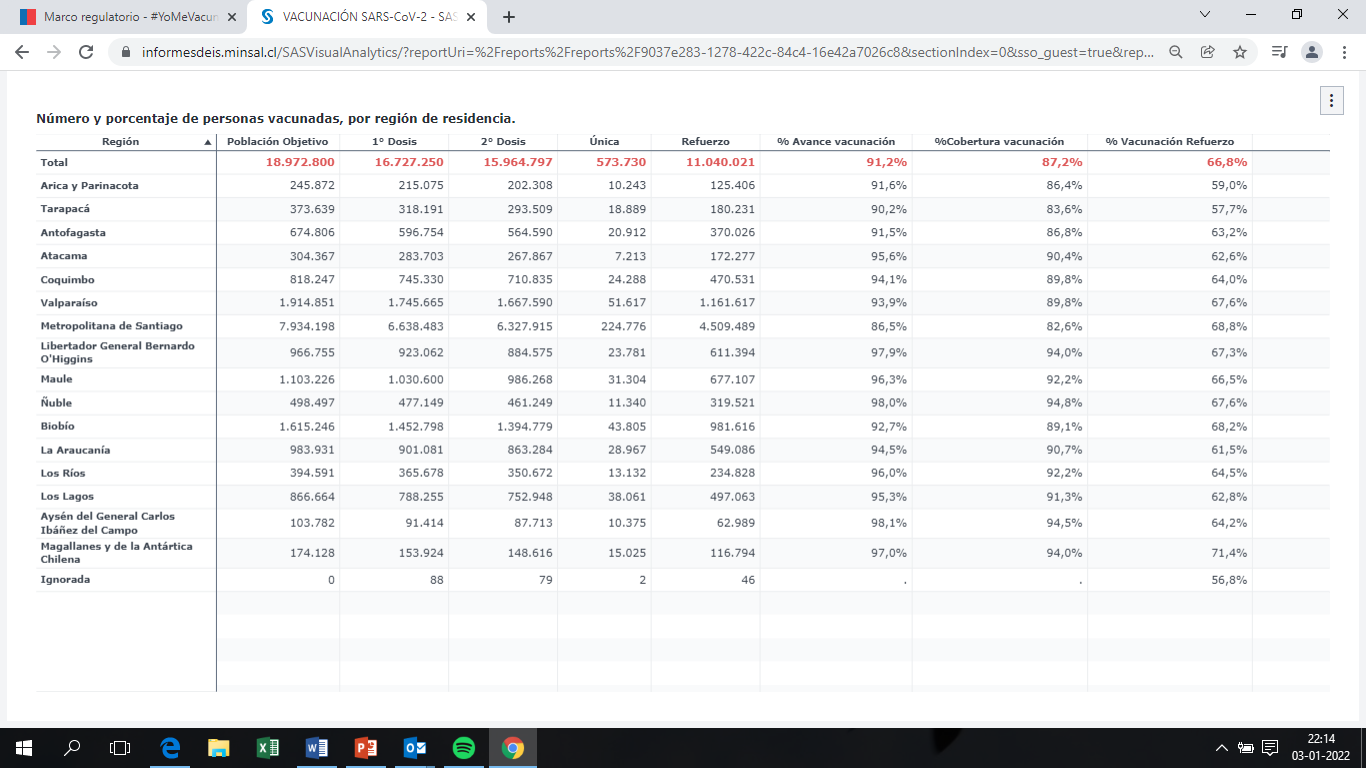 Marco regulatorio - #YoMeVacun
VACUNACIÓN SARS-CoV-2 - SAS
informesdeis.minsal.cl/SASVisualAnalytics/?reportUri=%2Freports%2Freports%2F9037e283-1278-422c-84c4-16e42a7026c8&sectionIndex=0&sso_guest=true&rep...
Número y porcentaje de personas vacunadas, por región de residencia.
Región Población Objetivo 1° Dosis 2° Dosis Única Refuerzo % Avance vacunación %Cobertura vacunación % Vacunación Refuerzo
Total 18.972.800 16.727.250 15.964.797 573.730 11.040.021 91,2% 87,2% 66,8%
Arica y Parinacota 245.872 215.075 202.308 10.243 125.406 91,6% 86,4% 59,0%
Tarapacá 373.639 318.191 293.509 18.889 180.231 90,2% 83,6% 57,7%
Antofagasta 674.806 596.754 564.590 20.912 370.026 91,5% 86,8% 63,2%
Atacama 304.367 283.703 267.867 7.213 172.277 95,6% 90,4% 62,6%
Coquimbo 818.247 745.330 710.835 24.288 470.531 94,1% 89,8% 64,0%
Valparaíso 1.914.851 1.745.665 1.667.590 51.617 1.161.617 93,9% 89,8% 67,6%
Metropolitana de Santiago 7.934.198 6.638.483 6.327.915 224.776 4.509.489 86,5% 82,6% 68,8%
Libertador General Bernardo
O'Higgins 966.755 923.062 884.575 23.781 611.394 97,9% 94,0% 67,3%
Maule 1.103.226 1.030.600 986.268 31.304 677.107 96,3% 92,2% 66,5%
Ñuble 498.497 477.149 461.249 11.340 319.521 98,0% 94,8% 67,6%
Biobío 1.615.246 1.452.798 1.394.779 43.805 981.616 92,7% 89,1% 68,2%
La Araucanía 983.931 901.081 863.284 28.967 549.086 94,5% 90,7% 61,5%
Los Ríos 394.591 365.678 350.672 13.132 234.828 96,0% 92,2% 64,5%
Los Lagos 866.664 788.255 752.948 38.061 497.063 95,3% 91,3% 62,8%
Aysén del General Carlos
Ibáñez del Campo 103.782 91.414 87.713 10.375 62.989 98,1% 94,5% 64,2%
Magallanes y de la Antártica
Chilena 174.128 153.924 148.616 15.025 116.794 97,0% 94,0% 71,4%
Ignorada 0 88 79 2 46 . . 56,8%
22:14
03-01-2022